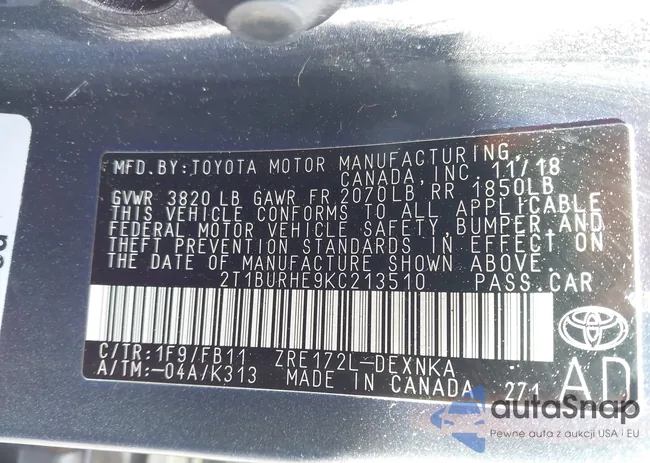 MFD. BY: TOYOTA MOTOR MANUFACTURING,
CANADA, INC. 11/18
GVWR 3820 LB GAWR FR 2070LB RR 1850LB
THIS VEHICLE CONFORMS TO ALL APPLICABLE
FEDERAL MOTOR VEHICLE SAFETY, BUMPER, AND
THEFT PREVENTION STANDARDS IN EFFECT ON
THE DATE OF MANUFACTURE SHOWN ABOVE.
2T1BURHE9KC213510 PASS. CAR
C/TR: 1F9/FB11 ZRE172L-DEXNKA
A/TM:-04A/K313 MADE IN CANADA 271 AD
autoSnap
Pewne auta z aukcji USA i EU